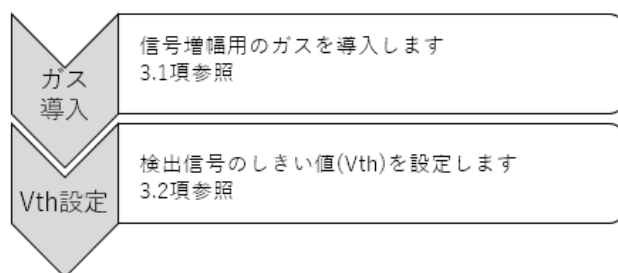 ガス
導入
信号増幅用のガスを導入します
3.1項参照
Vth設定
検出信号のしきい値(Vth)を設定します
3.2項参照